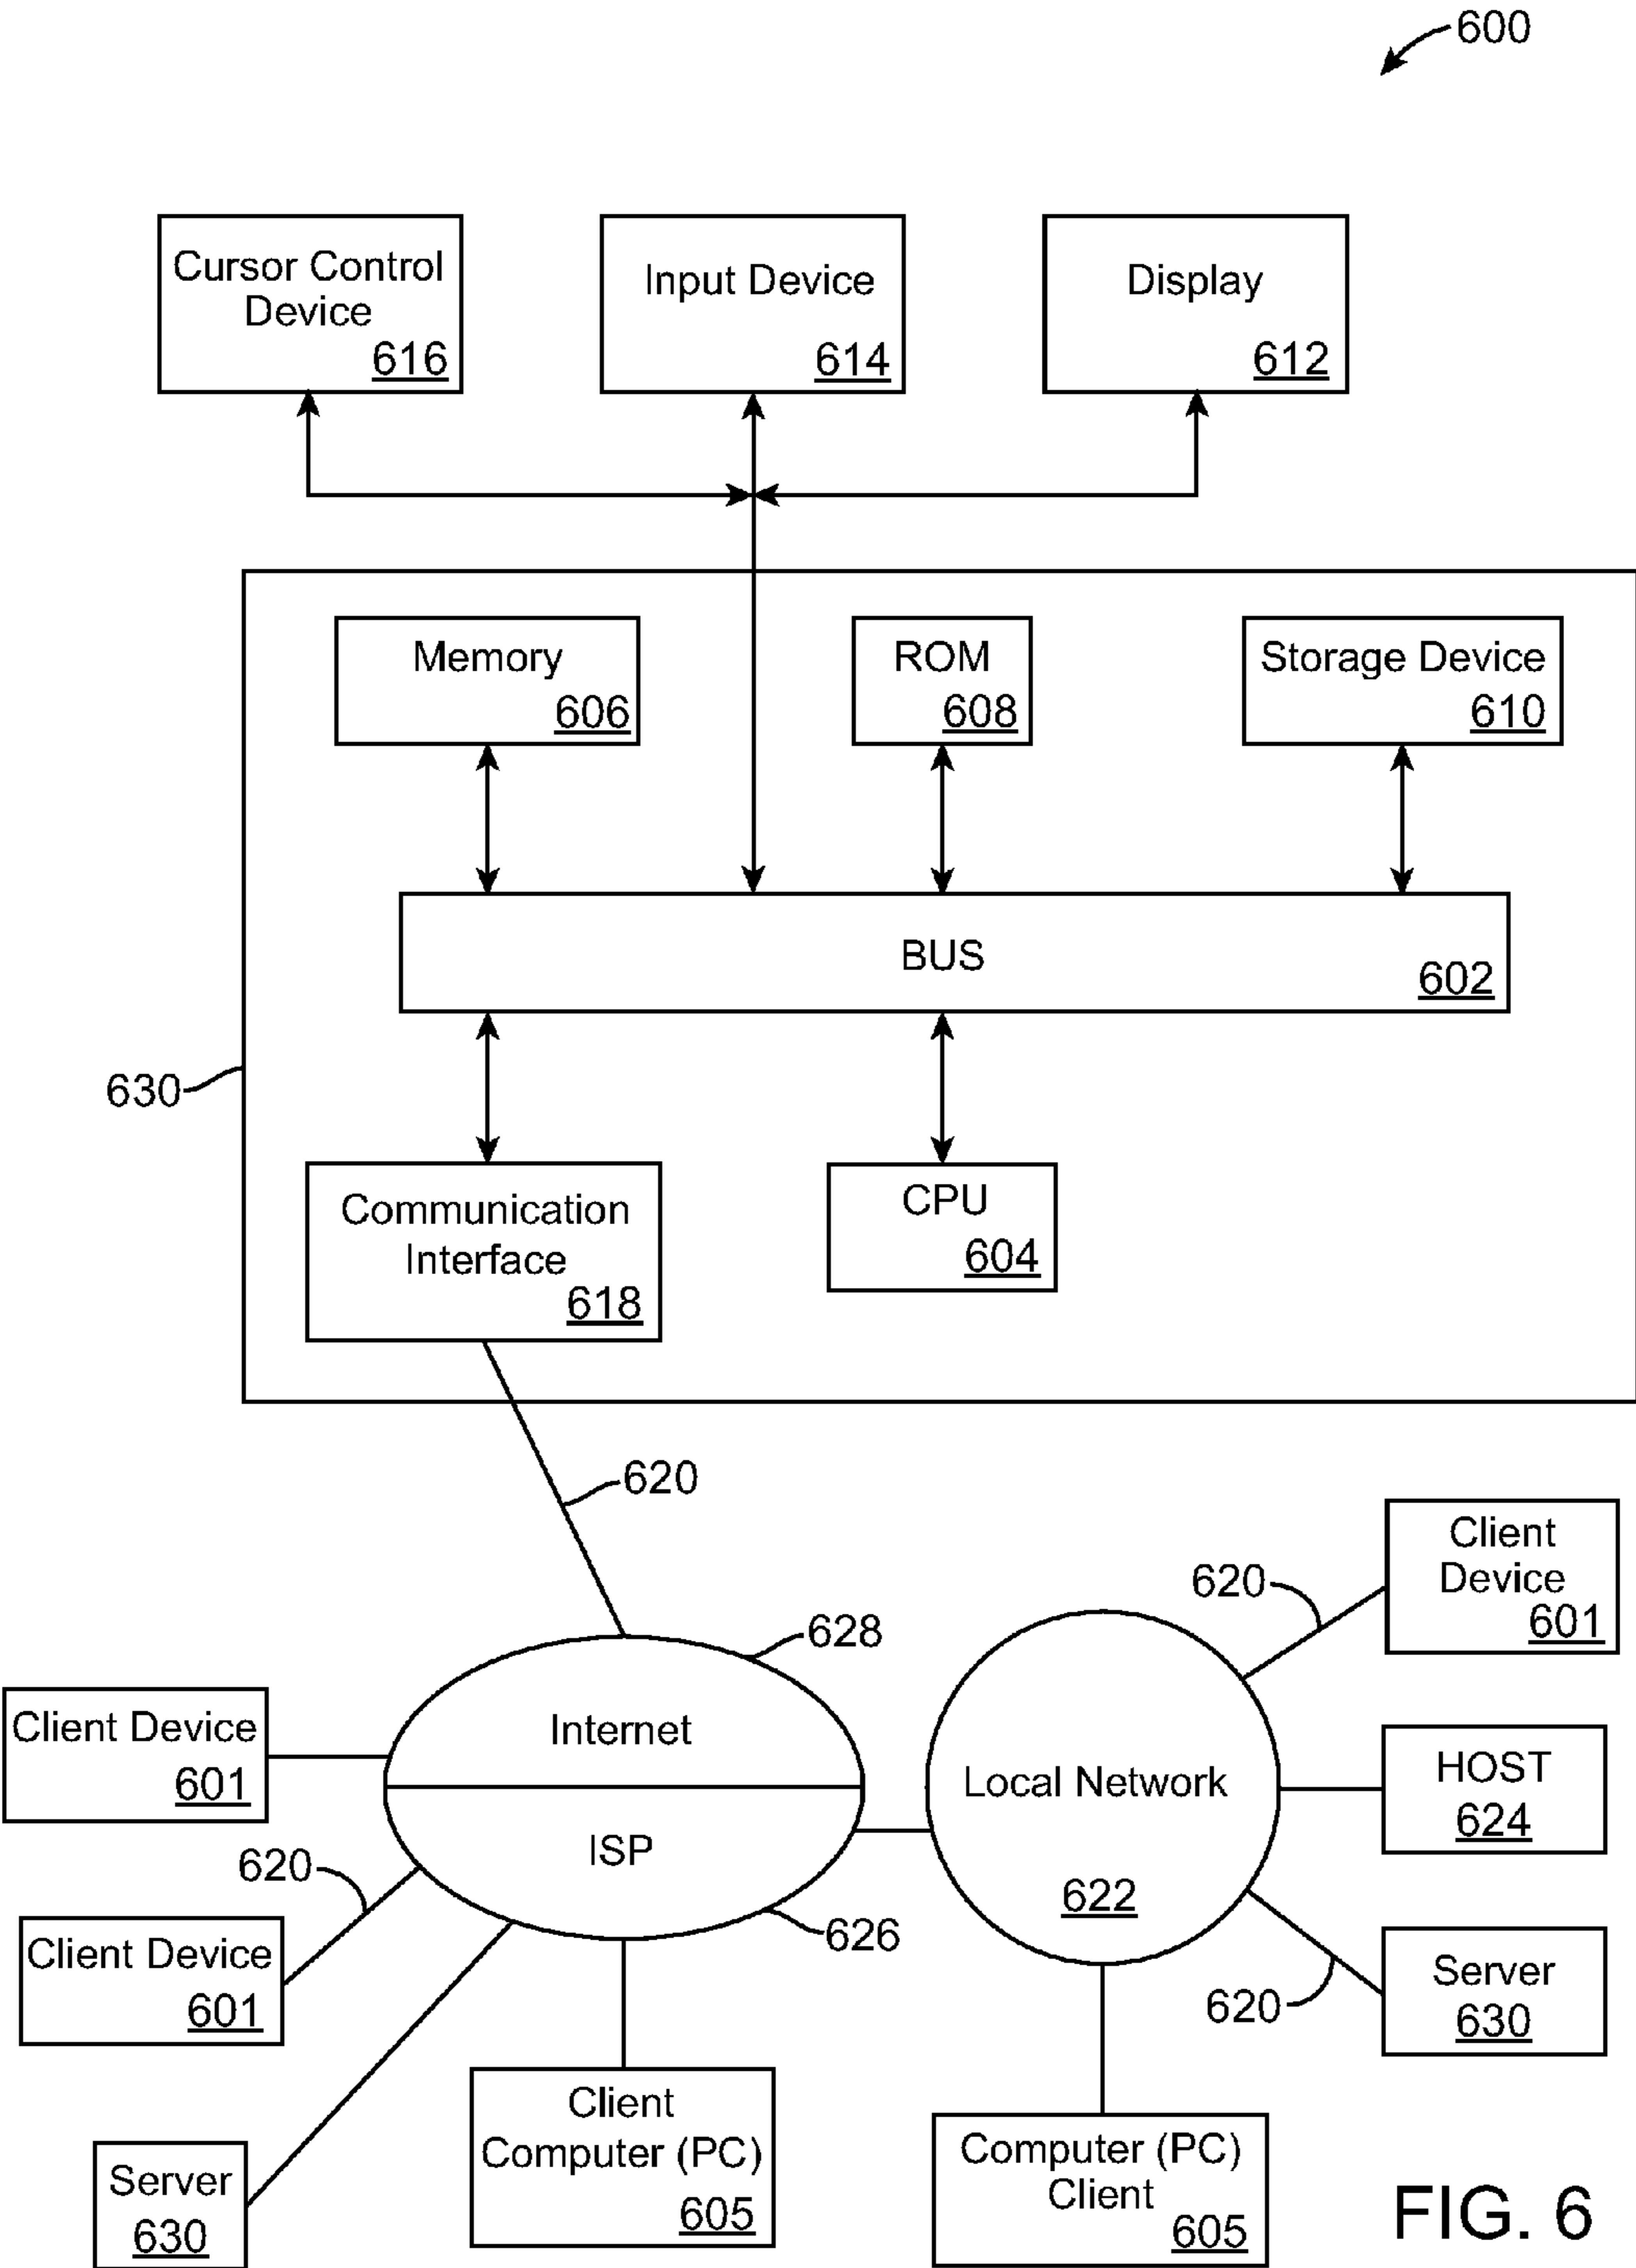 600
Cursor Control
Device
616
Input Device
614
Display
612
Memory
606
ROM
608
Storage Device
610
BUS
602
630
Communication
Interface
618
CPU
604
620
628
Internet
ISP
626
Local Network
622
620
Client
Device
601
HOST
624
Server
630
620
Client Device
601
620
Client Device
601
Server
630
Client
Computer (PC)
605
Computer (PC)
Client
605
FIG. 6